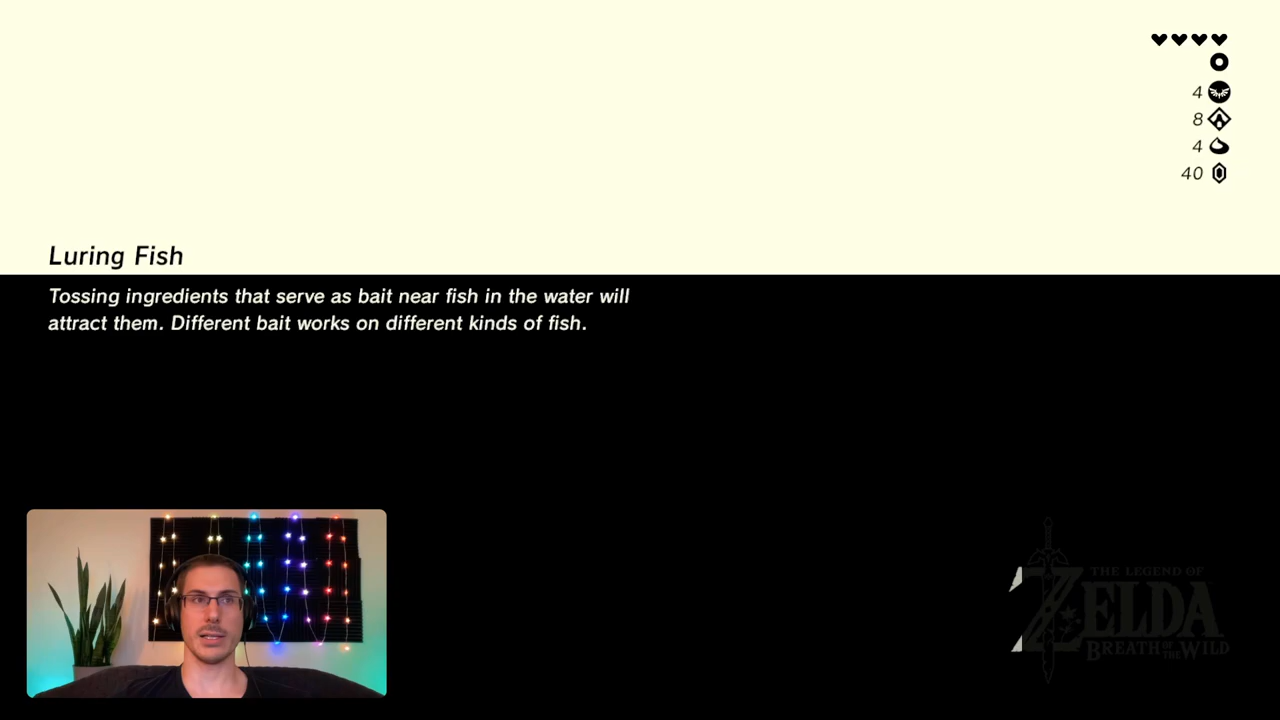 4
8
4
40
Luring Fish
Tossing ingredients that serve as bait near fish in the water will
attract them. Different bait works on different kinds of fish.
THE LEGEND OF
ZELDA
BREATH OF THE WILD